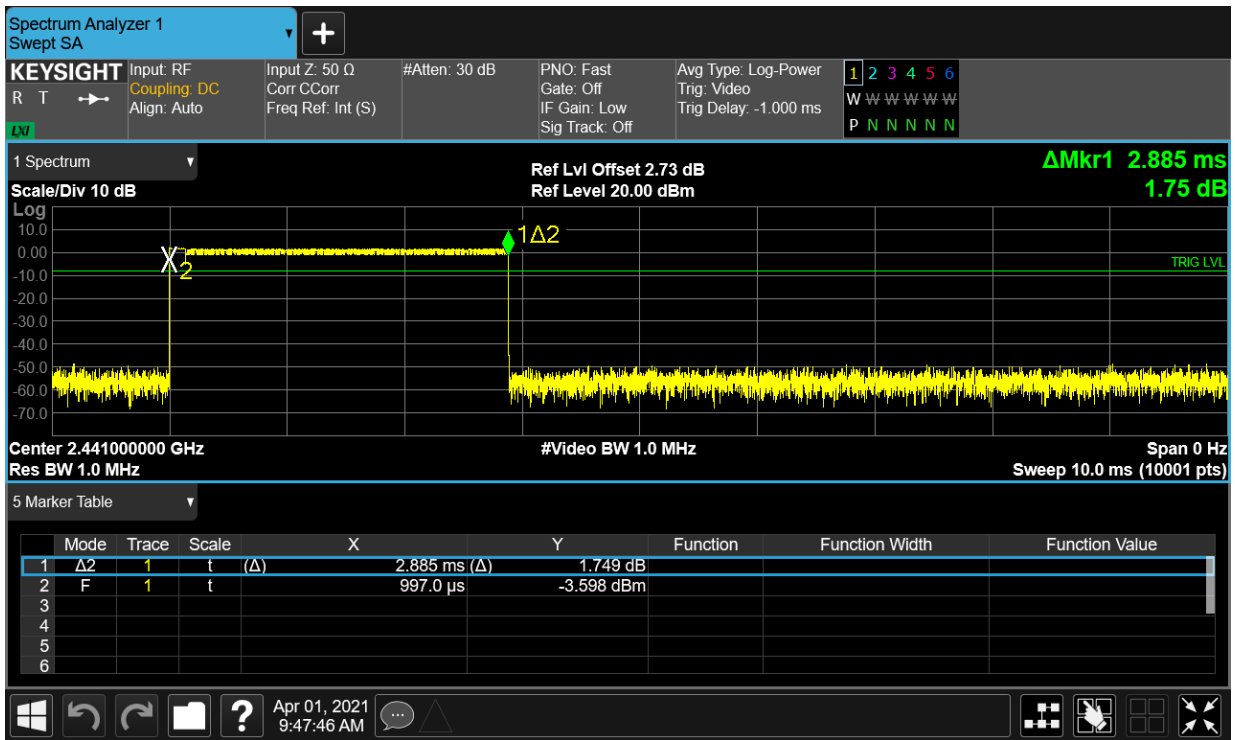 Spectrum Analyzer 1
Swept SA
KEYSIGHT
R T
LXI
Input: RF
Coupling: DC
Align: Auto
Input Z: 50 Ω
Corr CCorr
Freq Ref: Int (S)
#Atten: 30 dB
PNO: Fast
Gate: Off
IF Gain: Low
Sig Track: Off
Avg Type: Log-Power
Trig: Video
Trig Delay: -1.000 ms
1 2 3 4 5 6
W W W W W W
P N N N N N
1 Spectrum
Scale/Div 10 dB
Ref Lvl Offset 2.73 dB
Ref Level 20.00 dBm
ΔMkr1 2.885 ms
1.75 dB
Log
10.0
0.00
-10.0
-20.0
-30.0
-40.0
-50.0
-60.0
-70.0
X
2
1Δ2
TRIG LVL
Center 2.441000000 GHz
Res BW 1.0 MHz
#Video BW 1.0 MHz
Span 0 Hz
Sweep 10.0 ms (10001 pts)
5 Marker Table
Mode Trace Scale X Y Function Function Width Function Value
1 Δ2 1 t (Δ) 2.885 ms (Δ) 1.749 dB
2 F 1 t 997.0 µs -3.598 dBm
3
4
5
6
?
Apr 01, 2021
9:47:46 AM